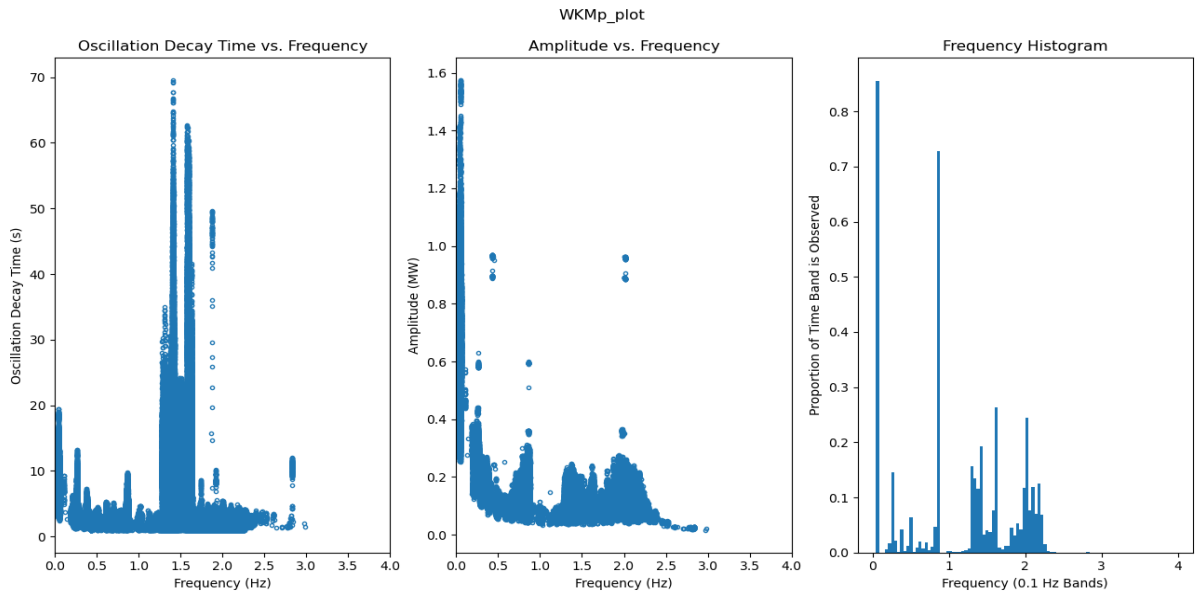 WKMp_plot
Oscillation Decay Time vs. Frequency
Amplitude vs. Frequency
Frequency Histogram
Oscillation Decay Time (s)
70
60
50
40
30
20
10
0
0.0 0.5 1.0 1.5 2.0 2.5 3.0 3.5 4.0
Frequency (Hz)
Amplitude (MW)
1.6
1.4
1.2
1.0
0.8
0.6
0.4
0.2
0.0
0.0 0.5 1.0 1.5 2.0 2.5 3.0 3.5 4.0
Frequency (Hz)
Proportion of Time Band is Observed
0.8
0.7
0.6
0.5
0.4
0.3
0.2
0.1
0.0
0 1 2 3 4
Frequency (0.1 Hz Bands)